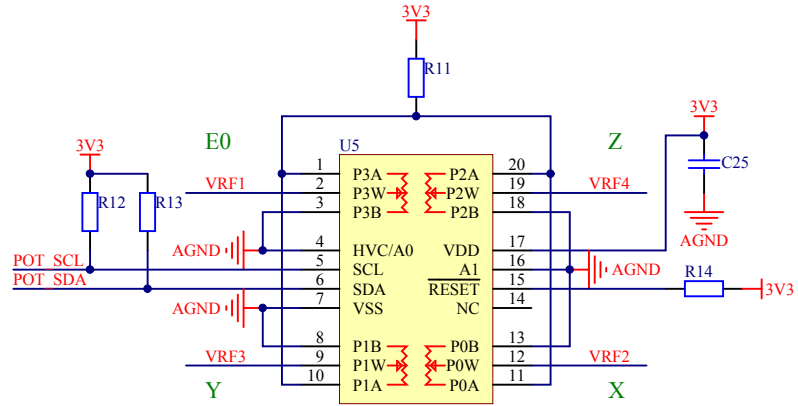 3V3
R11
E0
Z
3V3
3V3
U5
C25
1 P3A P2A 20
VRF1 2 P3W P2W 19 VRF4
R12 R13
3 P3B P2B 18
AGND
AGND 4 HVC/A0 VDD 17
POT_SCL 5 SCL A1 16 AGND
POT_SDA 6 SDA RESET 15 R14 3V3
AGND 7 VSS NC 14
8 P1B P0B 13
VRF3 9 P1W P0W 12 VRF2
10 P1A P0A 11
Y
X